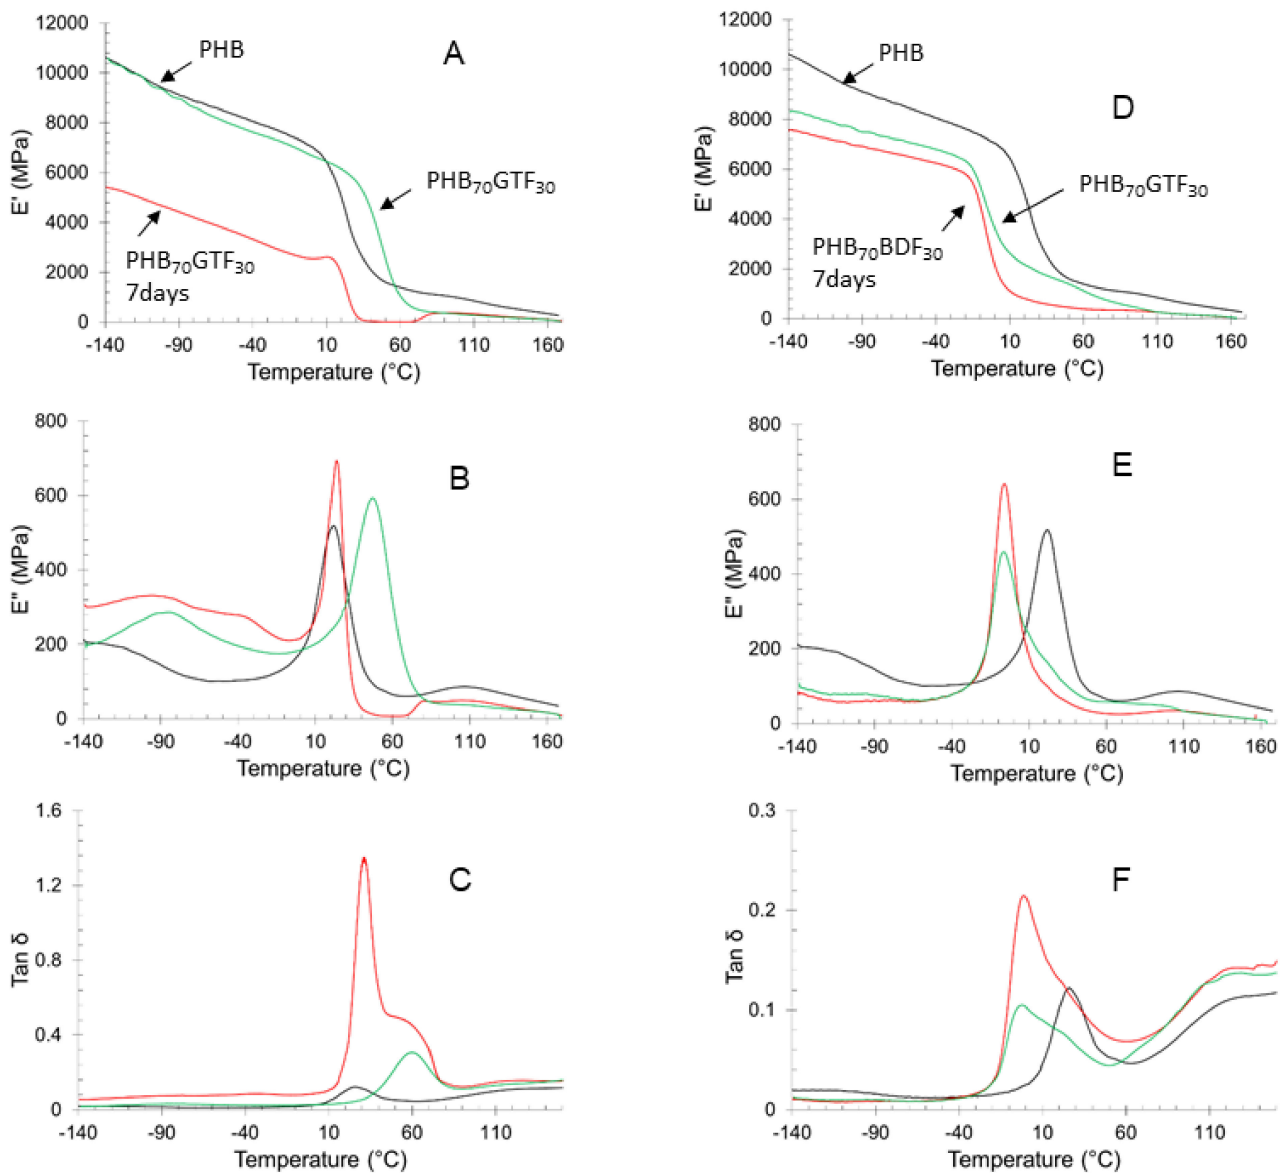 12000
10000
8000
6000
4000
2000
0
E' (MPa)
PHB
A
PHB70GTF30
PHB70GTF30
7days
-140 -90 -40 10 60 110 160
Temperature (°C)
12000
10000
8000
6000
4000
2000
0
E' (MPa)
PHB
D
PHB70GTF30
PHB70BDF30
7days
-140 -90 -40 10 60 110 160
Temperature (°C)
800
600
400
200
0
E" (MPa)
B
-140 -90 -40 10 60 110 160
Temperature (°C)
800
600
400
200
0
E" (MPa)
E
-140 -90 -40 10 60 110 160
Temperature (°C)
1.6
1.2
0.8
0.4
0
Tan δ
C
-140 -90 -40 10 60 110
Temperature (°C)
0.3
0.2
0.1
0
Tan δ
F
-140 -90 -40 10 60 110
Temperature (°C)